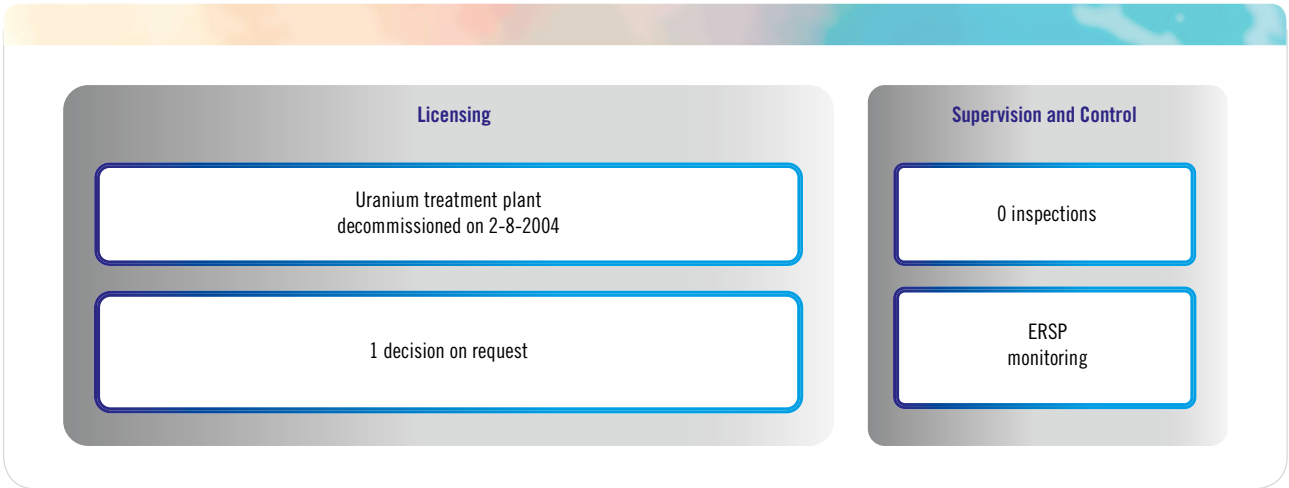 Licensing
Uranium treatment plant
decommissioned on 2-8-2004
1 decision on request
Supervision and Control
0 inspections
ERSP
monitoring